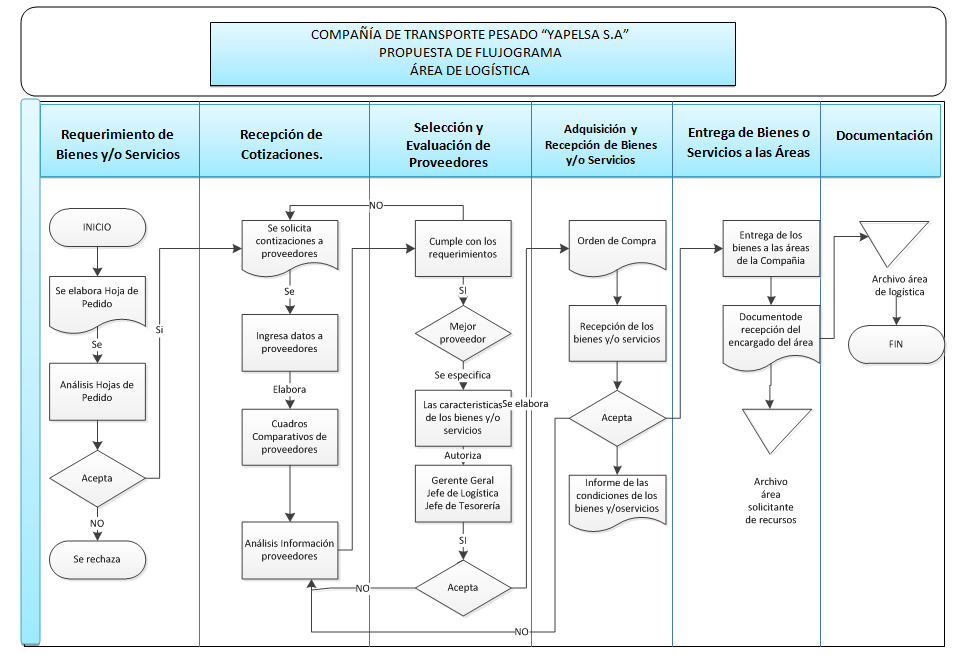 COMPAÑÍA DE TRANSPORTE PESADO “YAPELSA S.A”
PROPUESTA DE FLUJOGRAMA
ÁREA DE LOGÍSTICA
Requerimiento de
Bienes y/o Servicios
Recepción de
Cotizaciones.
Selección y
Evaluación de
Proveedores
Adquisición y
Recepción de Bienes
y/o Servicios
Entrega de Bienes o
Servicios a las Áreas
Documentación
INICIO
Se elabora Hoja de
Pedido
Se
Análisis Hojas de
Pedido
Acepta
Si
NO
Se rechaza
NO
Se solicita
contizaciones a
proveedores
Se
Ingresa datos a
proveedores
Elabora
Cuadros
Comparativos de
proveedores
Análisis Información
proveedores
Cumple con los
requerimientos
SI
Mejor
proveedor
Se especifica
Las caracteristicas
de los bienes y/o
servicios
Autoriza
Gerente Geral
Jefe de Logística
Jefe de Tesorería
SI
Acepta
NO
Se elabora
Orden de Compra
Recepción de los
bienes y/o servicios
Acepta
Informe de las
condiciones de los
bienes y/oservicios
NO
Entrega de los
bienes a las áreas
de la Compañia
Documentode
recepción del
encargado del área
Archivo
área
solicitante
de recursos
Archivo área
de logistica
FIN